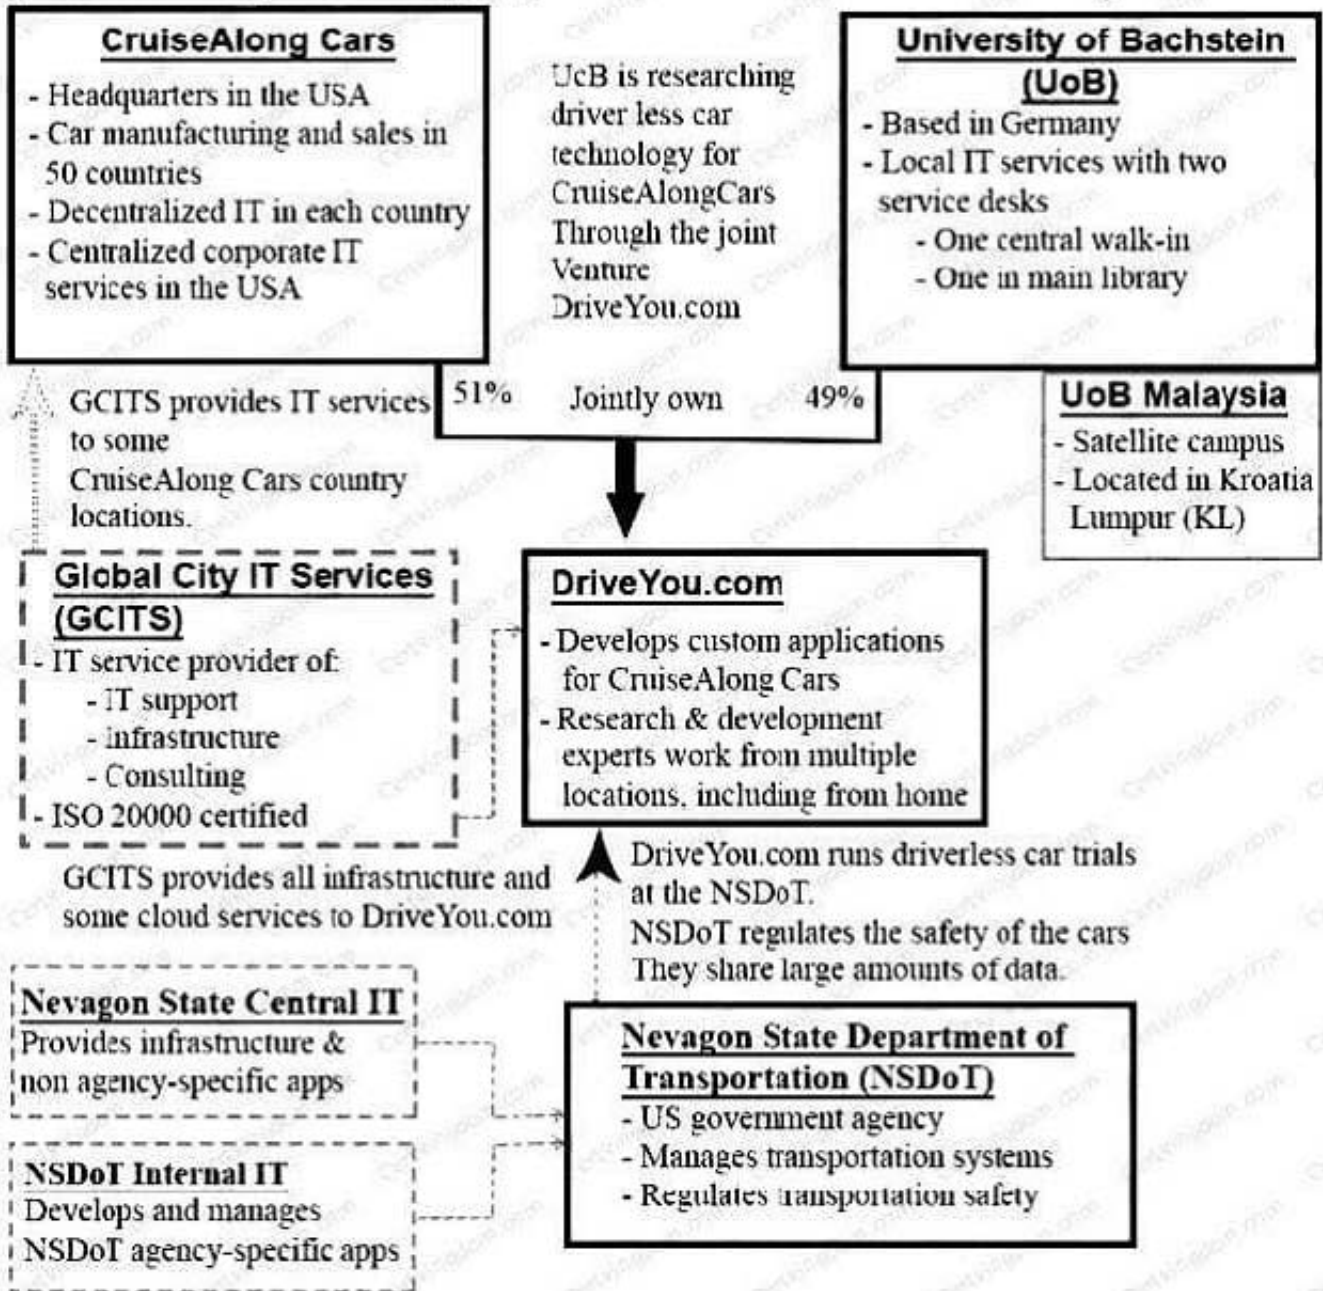 CruiseAlong Cars
- Headquarters in the USA
- Car manufacturing and sales in
50 countries
- Decentralized IT in each country
- Centralized corporate IT
services in the USA
UcB is researching
driver less car
technology for
CruiseAlongCars
Through the joint
Venture
DriveYou.com
University of Bachstein
(UoB)
- Based in Germany
- Local IT services with two
service desks
- One central walk-in
- One in main library
51% Jointly own 49%
UoB Malaysia
- Satellite campus
- Located in Kroatia
Lumpur (KL)
GCITS provides IT services
to some
CruiseAlong Cars country
locations.
Global City IT Services
(GCITS)
- IT service provider of:
- IT support
- infrastructure
- Consulting
- ISO 20000 certified
DriveYou.com
- Develops custom applications
for CruiseAlong Cars
- Research & development
experts work from multiple
locations, including from home
GCITS provides all infrastructure and
some cloud services to DriveYou.com
DriveYou.com runs driverless car trials
at the NSDoT.
NSDoT regulates the safety of the cars
They share large amounts of data.
Nevagon State Central IT
Provides infrastructure &
non agency-specific apps
NSDoT Internal IT
Develops and manages
NSDoT agency-specific apps
Nevagon State Department of
Transportation (NSDoT)
- US government agency
- Manages transportation systems
- Regulates transportation safety